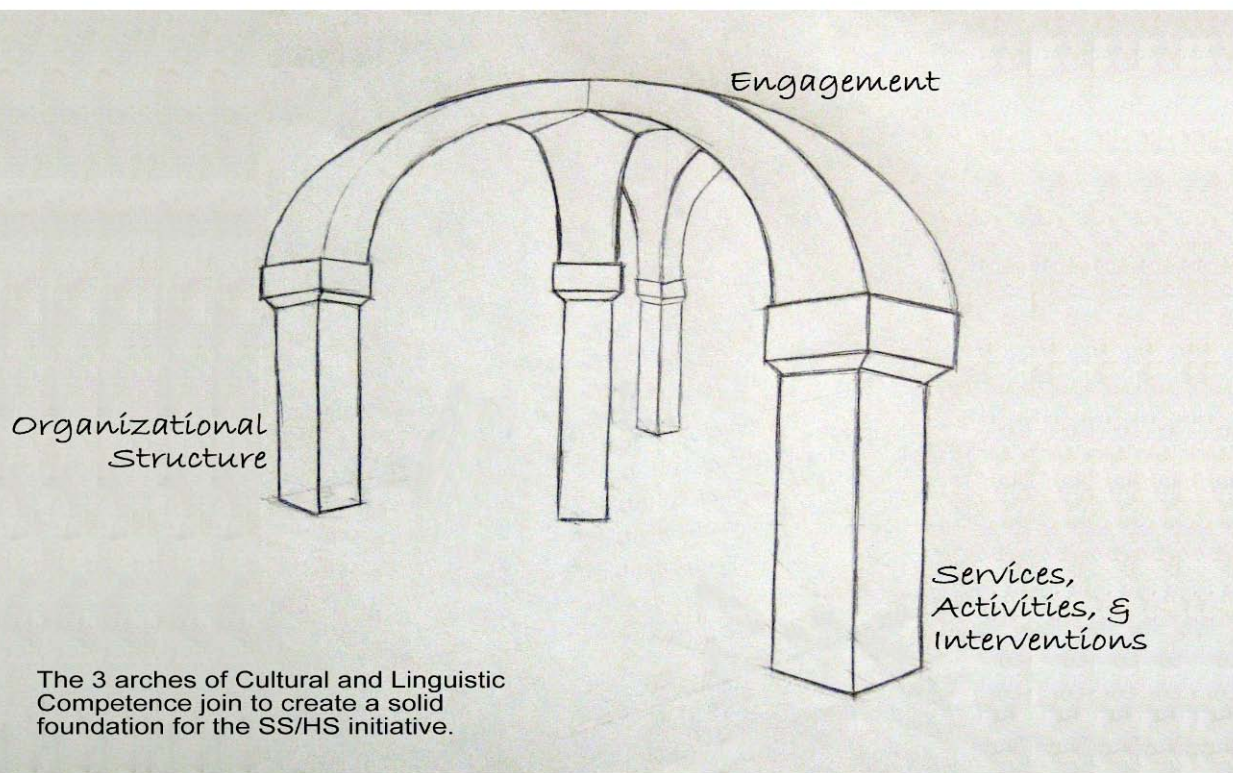 Engagement
Organizational
Structure
Services,
Activities, &
Interventions
The 3 arches of Cultural and Linguistic
Competence join to create a solid
foundation for the SS/HS initiative.